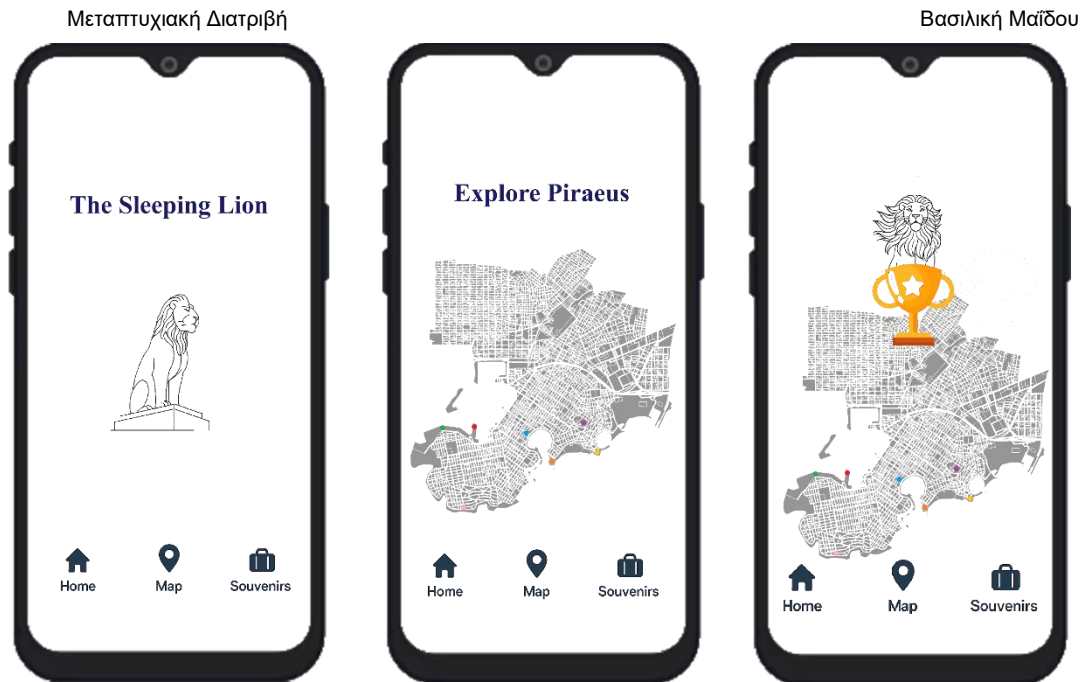 Μεταπτυχιακή Διατριβή
Βασιλική Μαΐδου
The Sleeping Lion
Home
Map
Souvenirs
Explore Piraeus
Home
Map
Souvenirs
Home
Map
Souvenirs